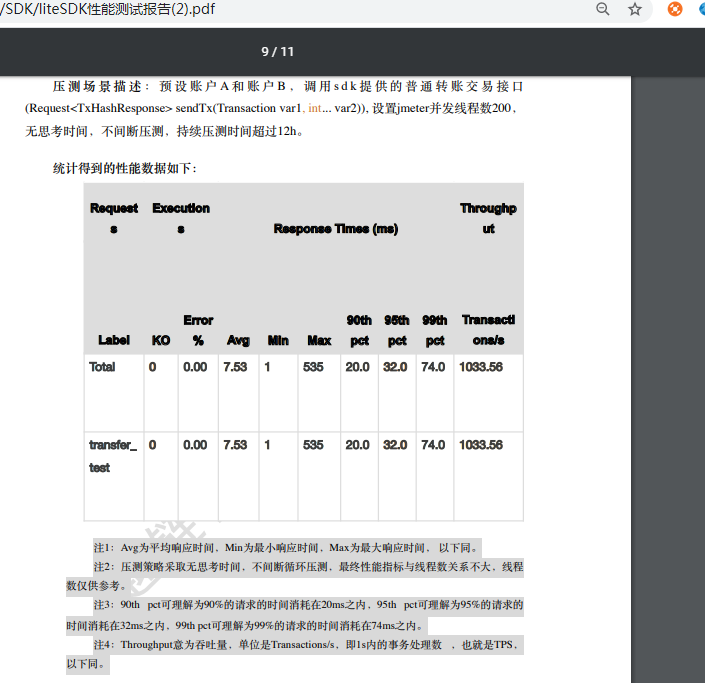 /SDK/liteSDK性能测试报告(2).pdf
9 / 11
压测场景描述：预设账户A和账户B，调用sdk提供的普通转账交易接口
(Request<TxHashResponse> sendTx(Transaction var1, int... var2)), 设置jmeter并发线程数200，
无思考时间，不间断压测，持续压测时间超过12h。
统计得到的性能数据如下：
Request Execution Throughp
s s Response Times (ms) ut
Error 90th 95th 99th Transacti
Label KO % Avg Min Max pct pct pct ons/s
Total 0 0.00 7.53 1 535 20.0 32.0 74.0 1033.56
transfer_ 0 0.00 7.53 1 535 20.0 32.0 74.0 1033.56
test
注1：Avg为平均响应时间，Min为最小响应时间，Max为最大响应时间， 以下同。
注2：压测策略采取无思考时间，不间断循环压测，最终性能指标与线程数关系不大，线程
数仅供参考。
注3：90th pct可理解为90%的请求的时间消耗在20ms之内，95th pct可理解为95%的请求的
时间消耗在32ms之内，99th pct可理解为99%的请求的时间消耗在74ms之内。
注4：Throughput意为吞吐量，单位是Transactions/s，即1s内的事务处理数 ，也就是TPS，
以下同。